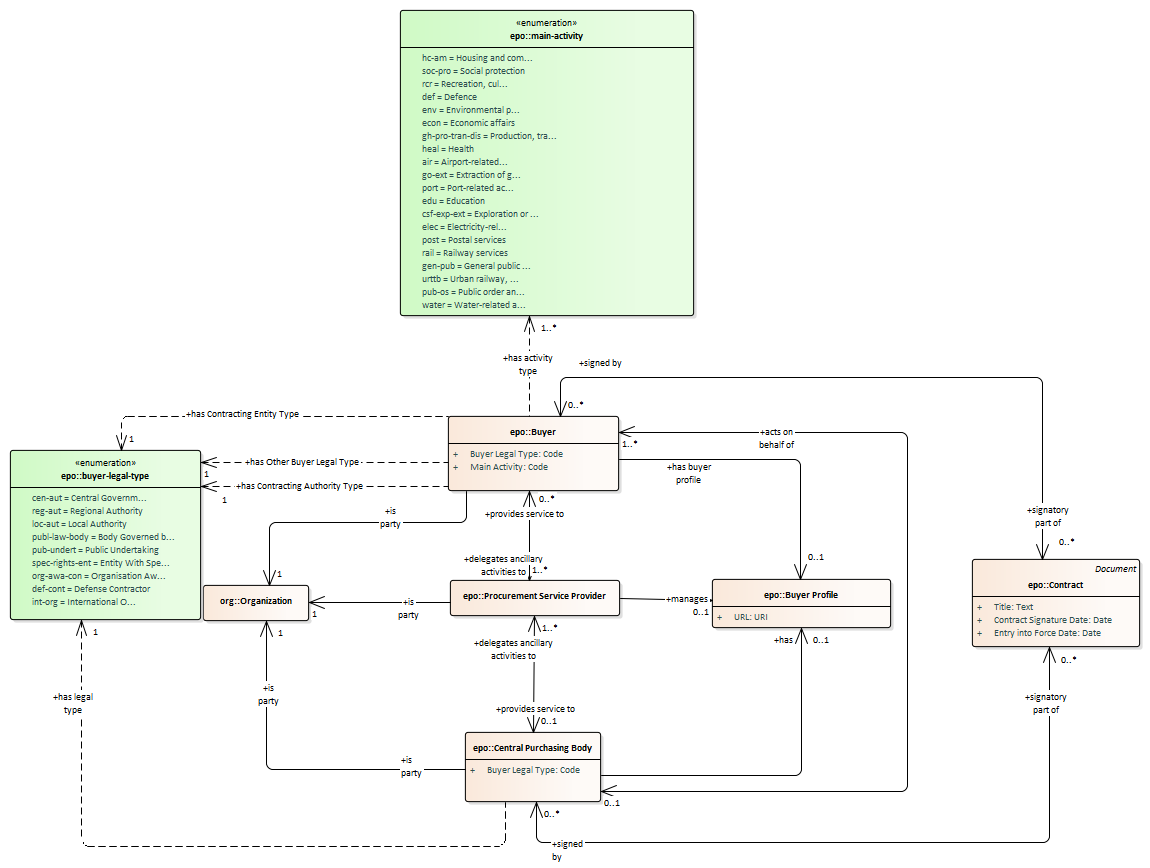 «enumeration»
epo::main-activity
hc-am = Housing and com...
soc-pro = Social protection
rcr = Recreation, cul...
def = Defence
env = Environmental p...
econ = Economic affairs
gh-pro-tran-dis = Production, tra...
heal = Health
air = Airport-related...
go-ext = Extraction of g...
port = Port-related ac...
edu = Education
csf-exp-ext = Exploration or ...
elec = Electricity-rel...
post = Postal services
rail = Railway services
gen-pub = General public ...
urttb = Urban railway, ...
pub-os = Public order an...
water = Water-related a...
1..*
+has activity
type
+signed by
0..*
+has Contracting Entity Type
1
epo::Buyer
+ Buyer Legal Type: Code
+ Main Activity: Code
1..*
+acts on
behalf of
+has Other Buyer Legal Type
1
+has Contracting Authority Type
1
+has buyer
profile
«enumeration»
epo::buyer-legal-type
cen-aut = Central Governm...
reg-aut = Regional Authority
loc-aut = Local Authority
publ-law-body = Body Governed b...
pub-undert = Public Undertaking
spec-rights-ent = Entity With Spe...
org-awa-con = Organisation Aw...
def-cont = Defense Contractor
int-org = International O...
+is
party
0..*
+provides service to
+signatory
part of
0..*
+delegates ancillary
activities to
1..*
0..1
1
org::Organization
1
+is
party
epo::Procurement Service Provider
+manages
0..1
epo::Buyer Profile
+ URL: URI
Document
epo::Contract
+ Title: Text
+ Contract Signature Date: Date
+ Entry into Force Date: Date
1
1
1..*
+delegates ancillary
activities to
+has
0..1
0..*
+has legal
type
+is
party
+signatory
part of
+provides service to
0..1
epo::Central Purchasing Body
+ Buyer Legal Type: Code
+is
party
0..1
0..*
+signed
by